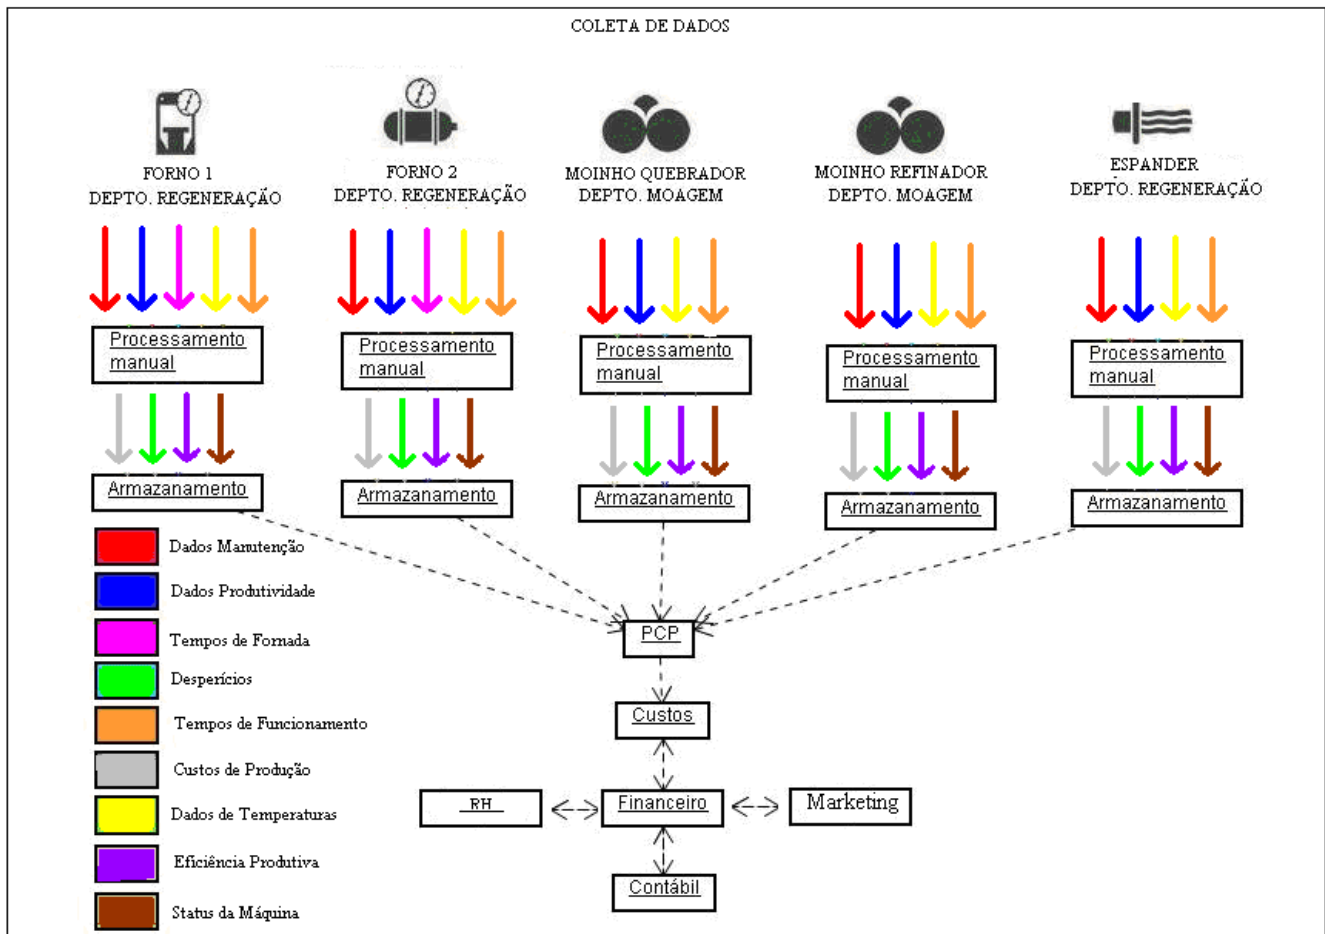 COLETA DE DADOS
FORNO 1
DEPTO. REGENERAÇÃO
FORNO 2
DEPTO. REGENERAÇÃO
MOINHO QUEBRADOR
DEPTO. MOAGEM
MOINHO REFINADOR
DEPTO. MOAGEM
ESPANDER
DEPTO. REGENERAÇÃO
Processamento
manual
Processamento
manual
Processamento
manual
Processamento
manual
Processamento
manual
Armazanamento
Armazanamento
Armazanamento
Armazanamento
Armazanamento
Dados Manutenção
Dados Produtividade
Tempos de Fornada
Desperícios
Tempos de Funcionamento
Custos de Produção
Dados de Temperaturas
Eficiência Produtiva
Status da Máquina
PCP
Custos
RH
Financeiro
Marketing
Contábil